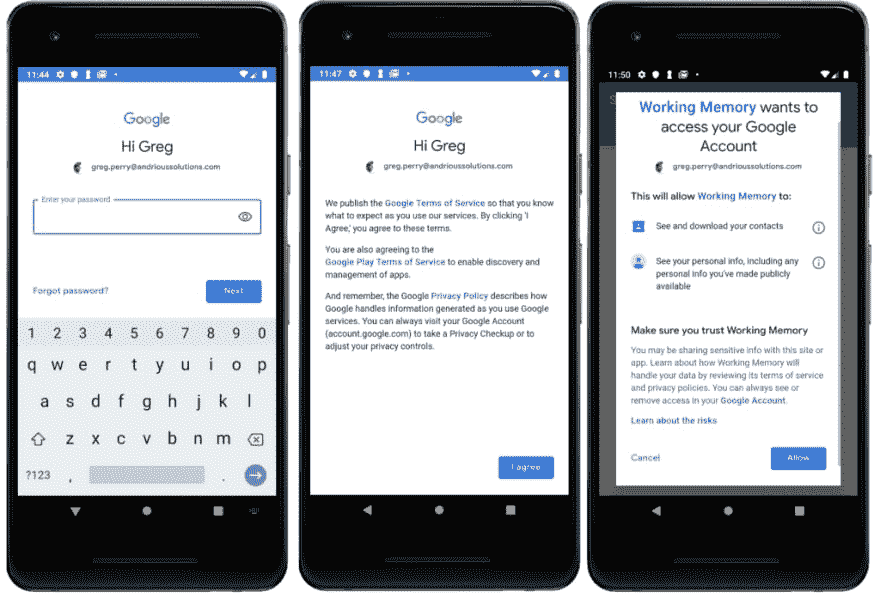 11:44
Google
Hi Greg
greg.perry@andrioussolutions.com
Enter your password
Forgot password?
Next
1 2 3 4 5 6 7 8 9 0
q w e r t y u i o p
a s d f g h j k l
z x c v b n m
?123 , .
11:47
Google
Hi Greg
greg.perry@andrioussolutions.com
We publish the Google Terms of Service so that you know
what to expect as you use our services. By clicking 'I
Agree,' you agree to these terms.
You are also agreeing to the
Google Play Terms of Service to enable discovery and
management of apps.
And remember, the Google Privacy Policy describes how
Google handles information generated as you use Google
services. You can always visit your Google Account
(account.google.com) to take a Privacy Checkup or to
adjust your privacy controls.
I agree
11:50
Working Memory wants to
access your Google
Account
greg.perry@andrioussolutions.com
This will allow Working Memory to:
See and download your contacts
See your personal info, including any
personal info you've made publicly
available
Make sure you trust Working Memory
You may be sharing sensitive info with this site or
app. Learn about how Working Memory will
handle your data by reviewing its terms of service
and privacy policies. You can always see or
remove access in your Google Account.
Learn about the risks
Cancel
Allow